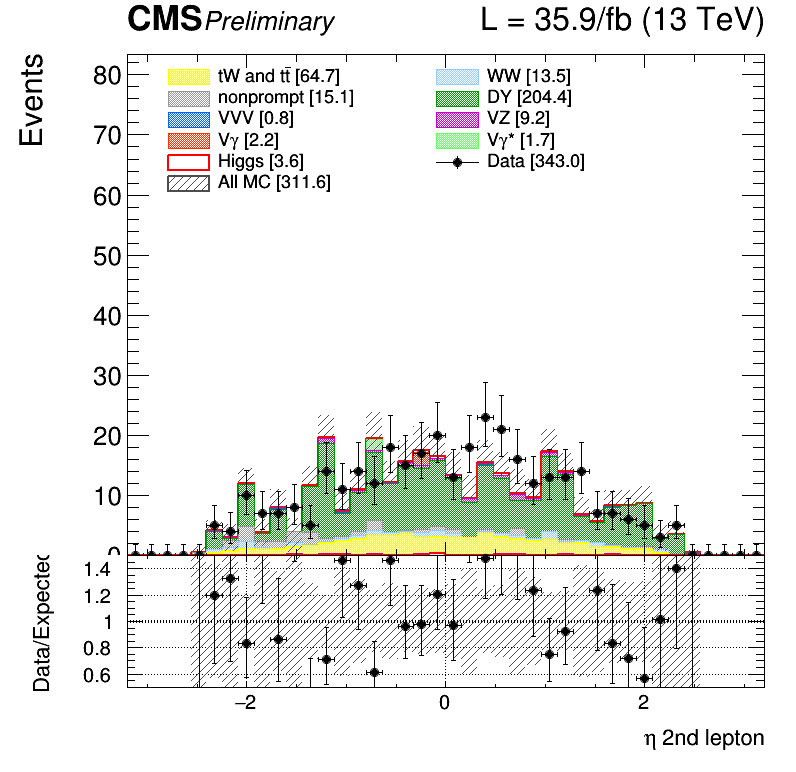 CMS Preliminary L = 35.9/fb (13 TeV)
Events
80
70
60
50
40
30
20
10
0
tW and tt̄ [64.7]
nonprompt [15.1]
VVV [0.8]
Vγ [2.2]
Higgs [3.6]
All MC [311.6]
WW [13.5]
DY [204.4]
VZ [9.2]
Vγ* [1.7]
Data [343.0]
Data/Expected
1.4
1.2
1
0.8
0.6
−2 0 2
η 2nd lepton